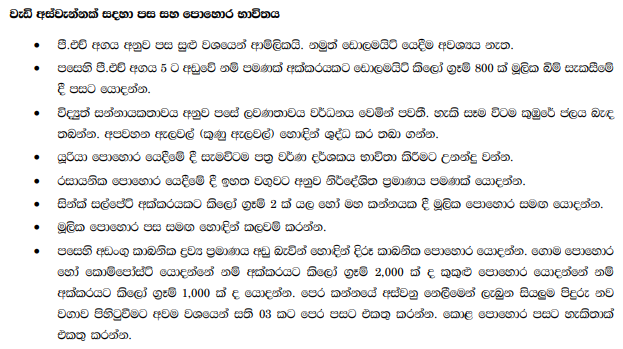 වැඩි අස්වැන්නක් සඳහා පස සහ පොහොර භාවිතය
• පී.එච් අගය අනුව පස සුළු වශයෙන් ආම්ලිකයි. නමුත් ඩොලමයිට් යෙදීම අවශ්‍යය නැත.
• පසෙහි පී.එච් අගය 5 ට අඩුවේ නම් පමණක් අක්කරයකට ඩොලමයිට් කිලෝ ග්‍රෑම් 800 ක් මූලික බිම් සැකසීමේ
දී පසට යොදන්න.
• විද්‍යුත් සන්නායකතාවය අනුව පසේ ලවණතාවය වර්ධනය වෙමින් පවතී. හැකි සෑම විටම කුඹුරේ ජලය බැඳ
තබන්න. අපවහන ඇලවල් (කුණු ඇලවල්) හොඳින් ශුද්ධ කර තබා ගන්න.
• යූරියා පොහොර යෙදීමේ දී සැමවිටම පත්‍ර වර්ණ දර්ශකය භාවිතා කිරීමට උනන්දු වන්න.
• රසායනික පොහොර යෙදීමේ දී ඉහත වගුවට අනුව නිර්දේශිත ප්‍රමාණය පමණක් යොදන්න.
• සින්ක් සල්පේට් අක්කරයකට කිලෝ ග්‍රෑම් 2 ක් යල හෝ මහ කන්නයක දී මූලික පොහොර සමඟ යොදන්න.
• මූලික පොහොර පස සමඟ හොඳින් කලවම් කරන්න.
• පසෙහි අඩංගු කාබනික ද්‍රව්‍ය ප්‍රමාණය අඩු බැවින් හොඳින් දිරූ කාබනික පොහොර යොදන්න. ගොම පොහොර
හෝ කොම්පෝස්ට් යොදන්නේ නම් අක්කරයට කිලෝ ග්‍රෑම් 2,000 ක් ද කුකුළු පොහොර යොදන්නේ නම්
අක්කරයකට කිලෝ ග්‍රෑම් 1,000 ක් ද යොදන්න. පෙර කන්නයේ අස්වනු නෙලීමෙන් ලැබුන සියලුම පිදුරු නව
වගාව පිහිටුවීමට අවම වශයෙන් සති 03 කට පෙර පසට එකතු කරන්න. කොළ පොහොර පසට හැකිතාක්
එකතු කරන්න.